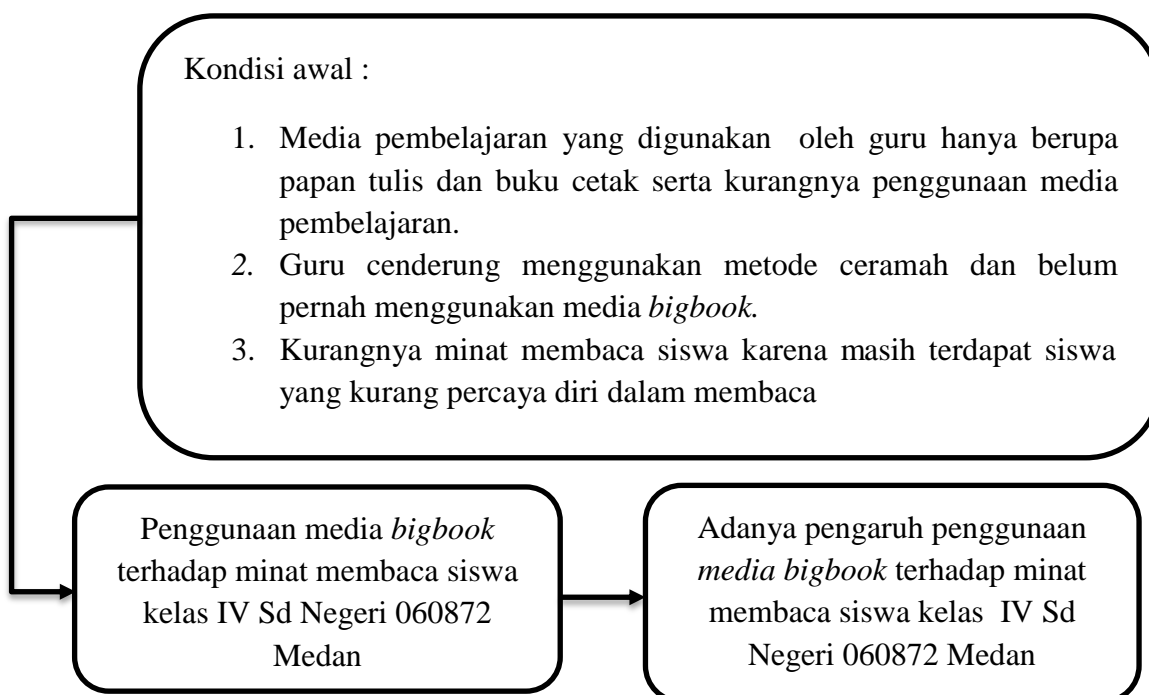 Kondisi awal :
1. Media pembelajaran yang digunakan oleh guru hanya berupa
papan tulis dan buku cetak serta kurangnya penggunaan media
pembelajaran.
2. Guru cenderung menggunakan metode ceramah dan belum
pernah menggunakan media bigbook.
3. Kurangnya minat membaca siswa karena masih terdapat siswa
yang kurang percaya diri dalam membaca
Penggunaan media bigbook
terhadap minat membaca siswa
kelas IV Sd Negeri 060872
Medan
Adanya pengaruh penggunaan
media bigbook terhadap minat
membaca siswa kelas IV Sd
Negeri 060872 Medan